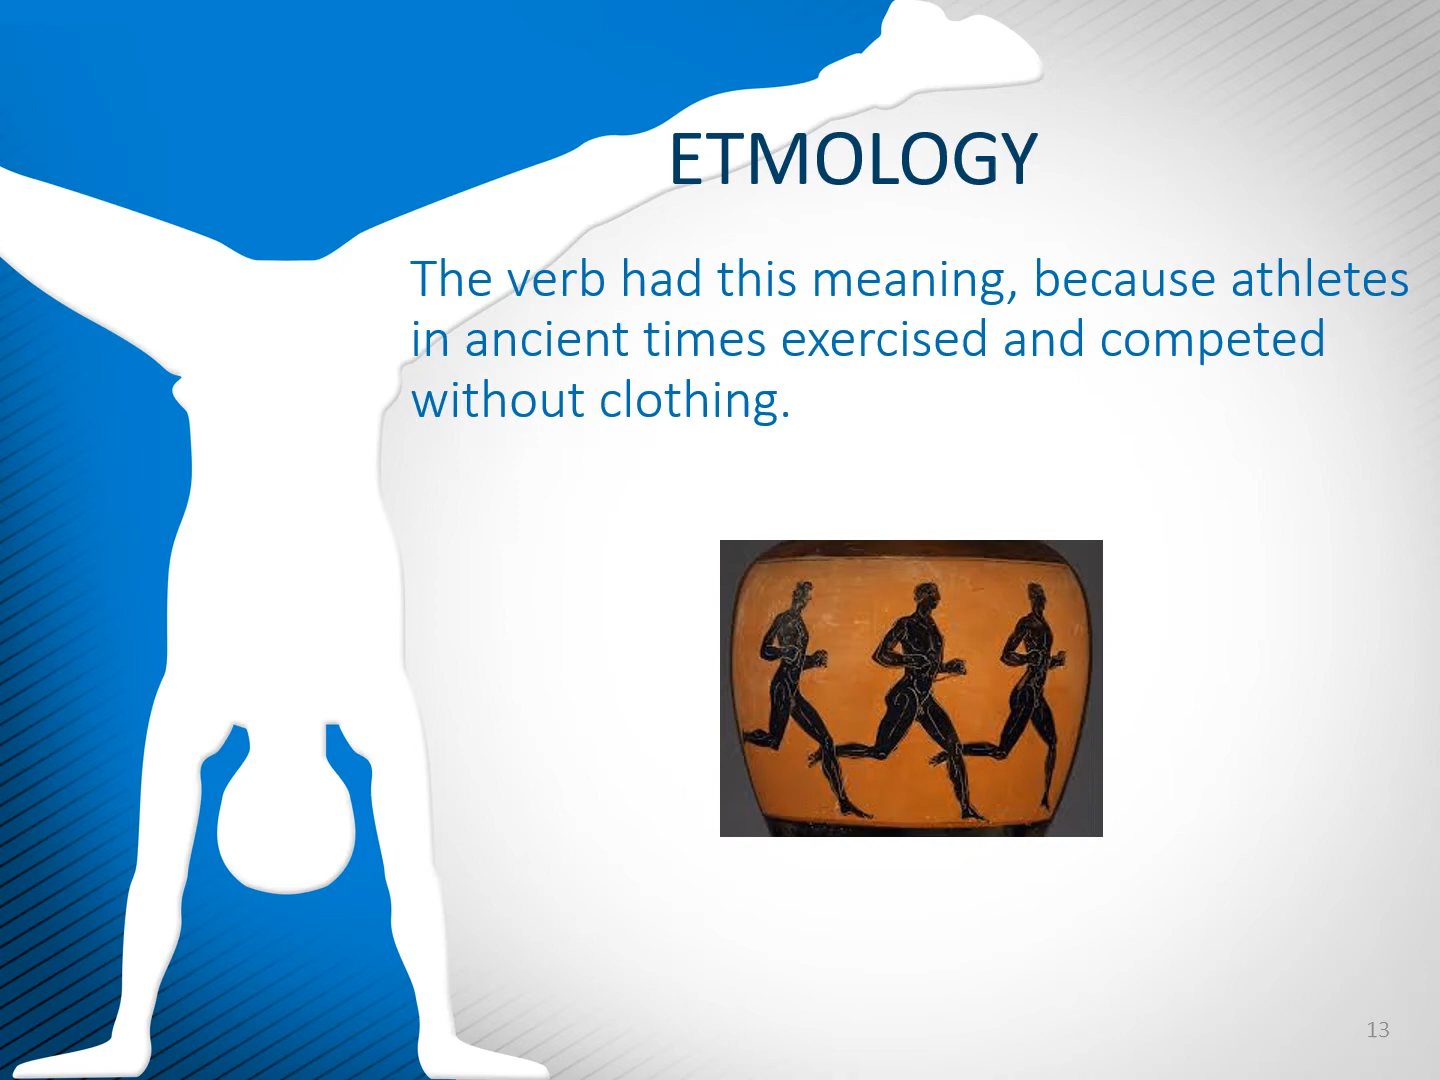 ETMOLOGY
The verb had this meaning, because athletes
in ancient times exercised and competed
without clothing.
13